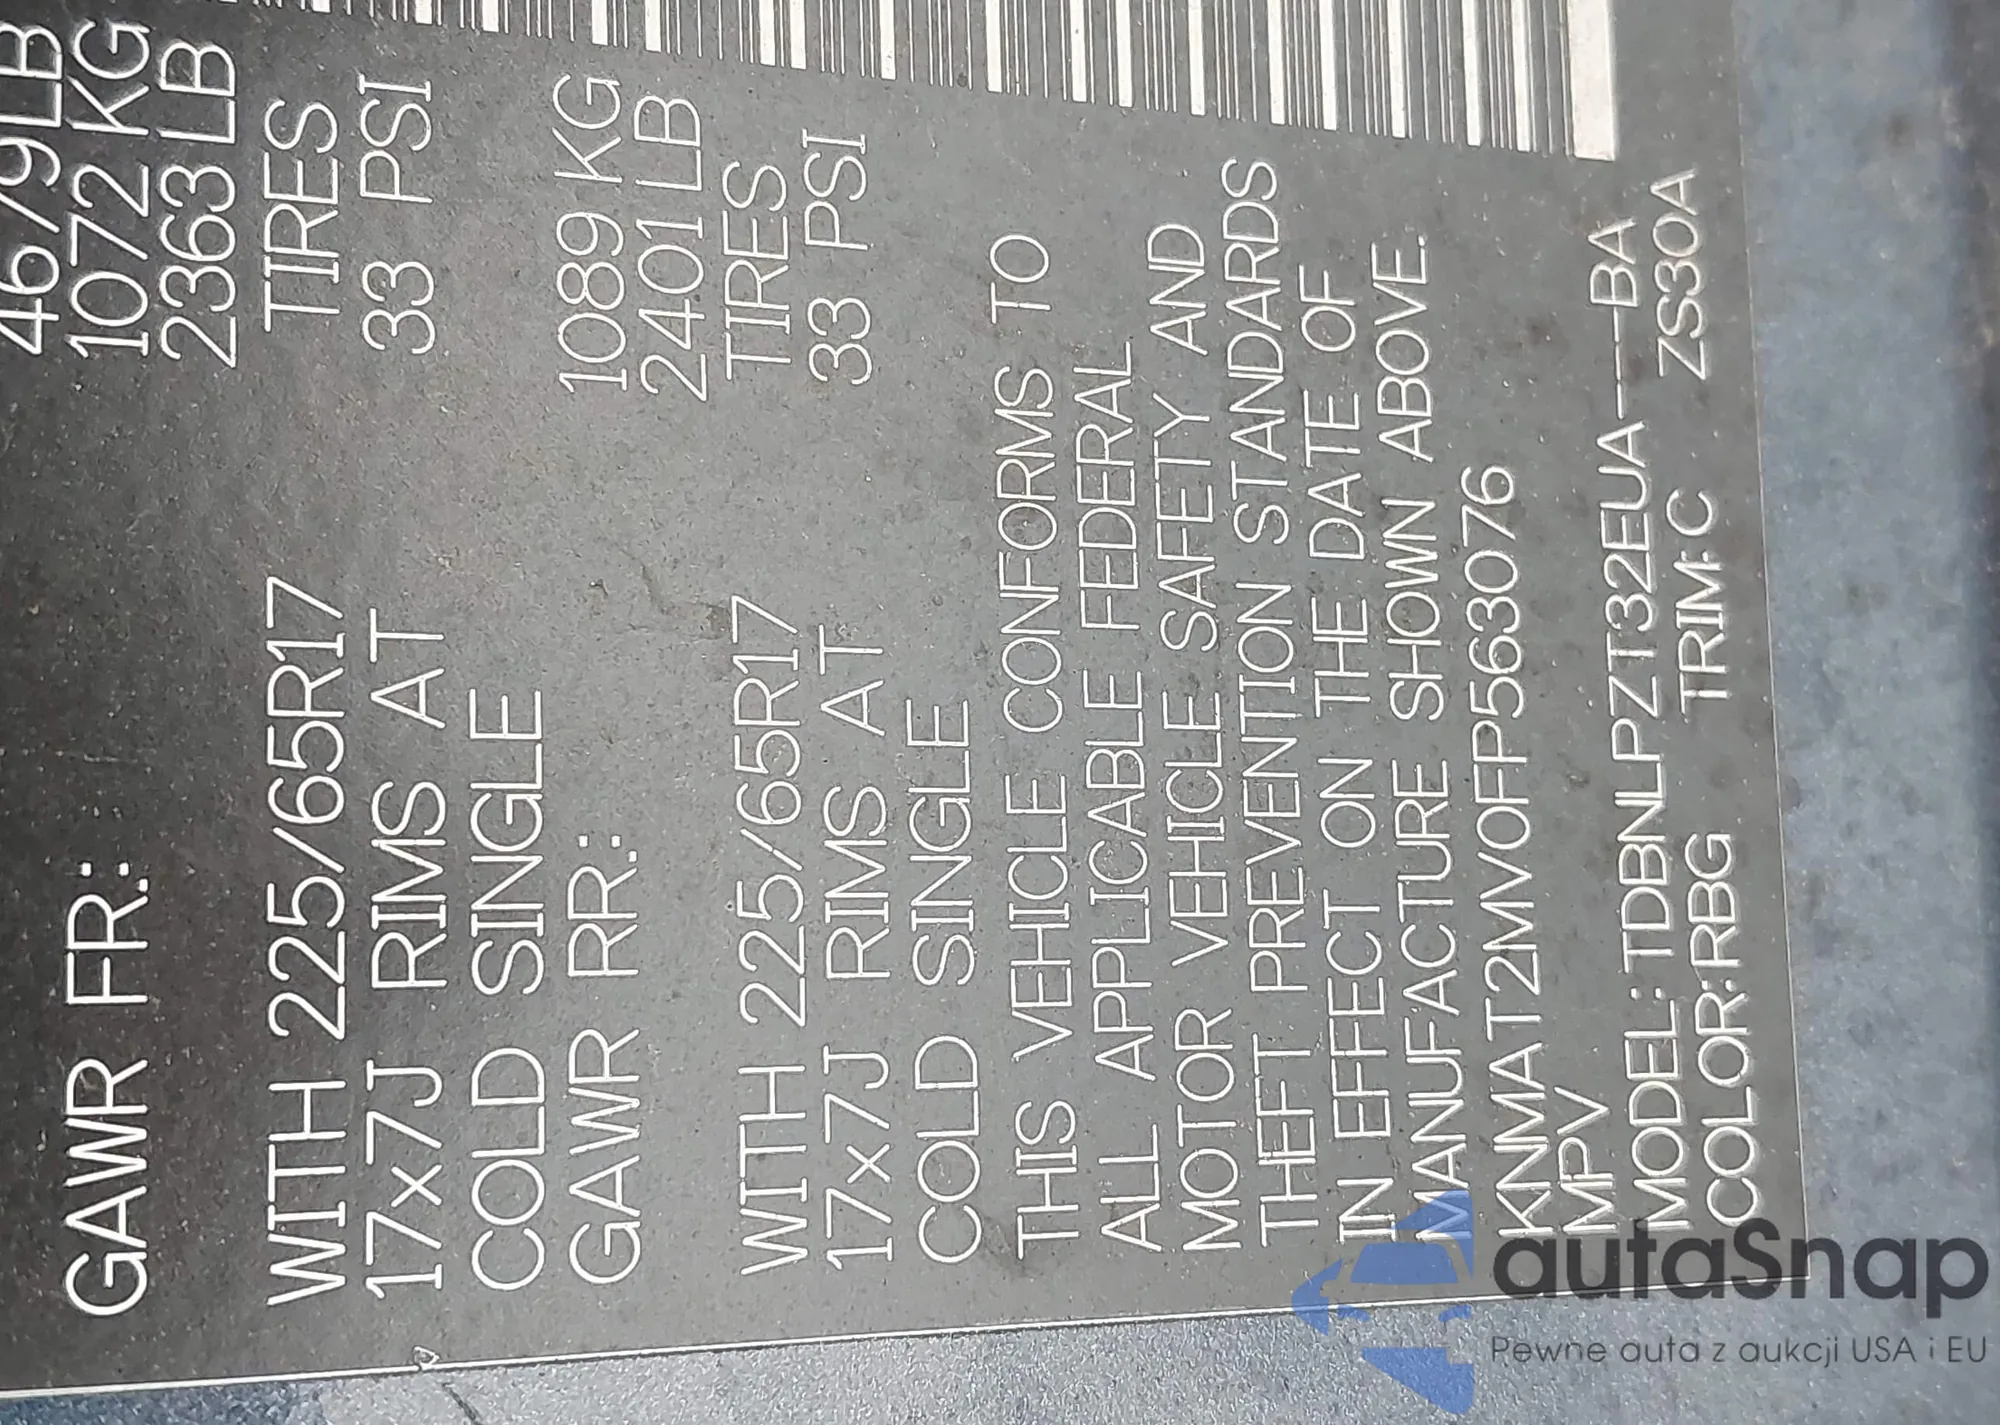 1072 KG
GAWR FR.: 2363 LB
WITH 225/65R17 TIRES
17x7J RIMS AT 33 PSI
COLD SINGLE
GAWR RR.: 1089 KG
2401 LB
WITH 225/65R17 TIRES
17x7J RIMS AT 33 PSI
COLD SINGLE
THIS VEHICLE CONFORMS TO
ALL APPLICABLE FEDERAL
MOTOR VEHICLE SAFETY AND
THEFT PREVENTION STANDARDS
IN EFFECT ON THE DATE OF
MANUFACTURE SHOWN ABOVE.
KNMAT2MV0FP563076
MPV
MODEL:TDBNLPZT32EUA----BA
COLOR:RBG TRIM:C ZS30A
autaSnap
Pewne auta z aukcji USA i EU